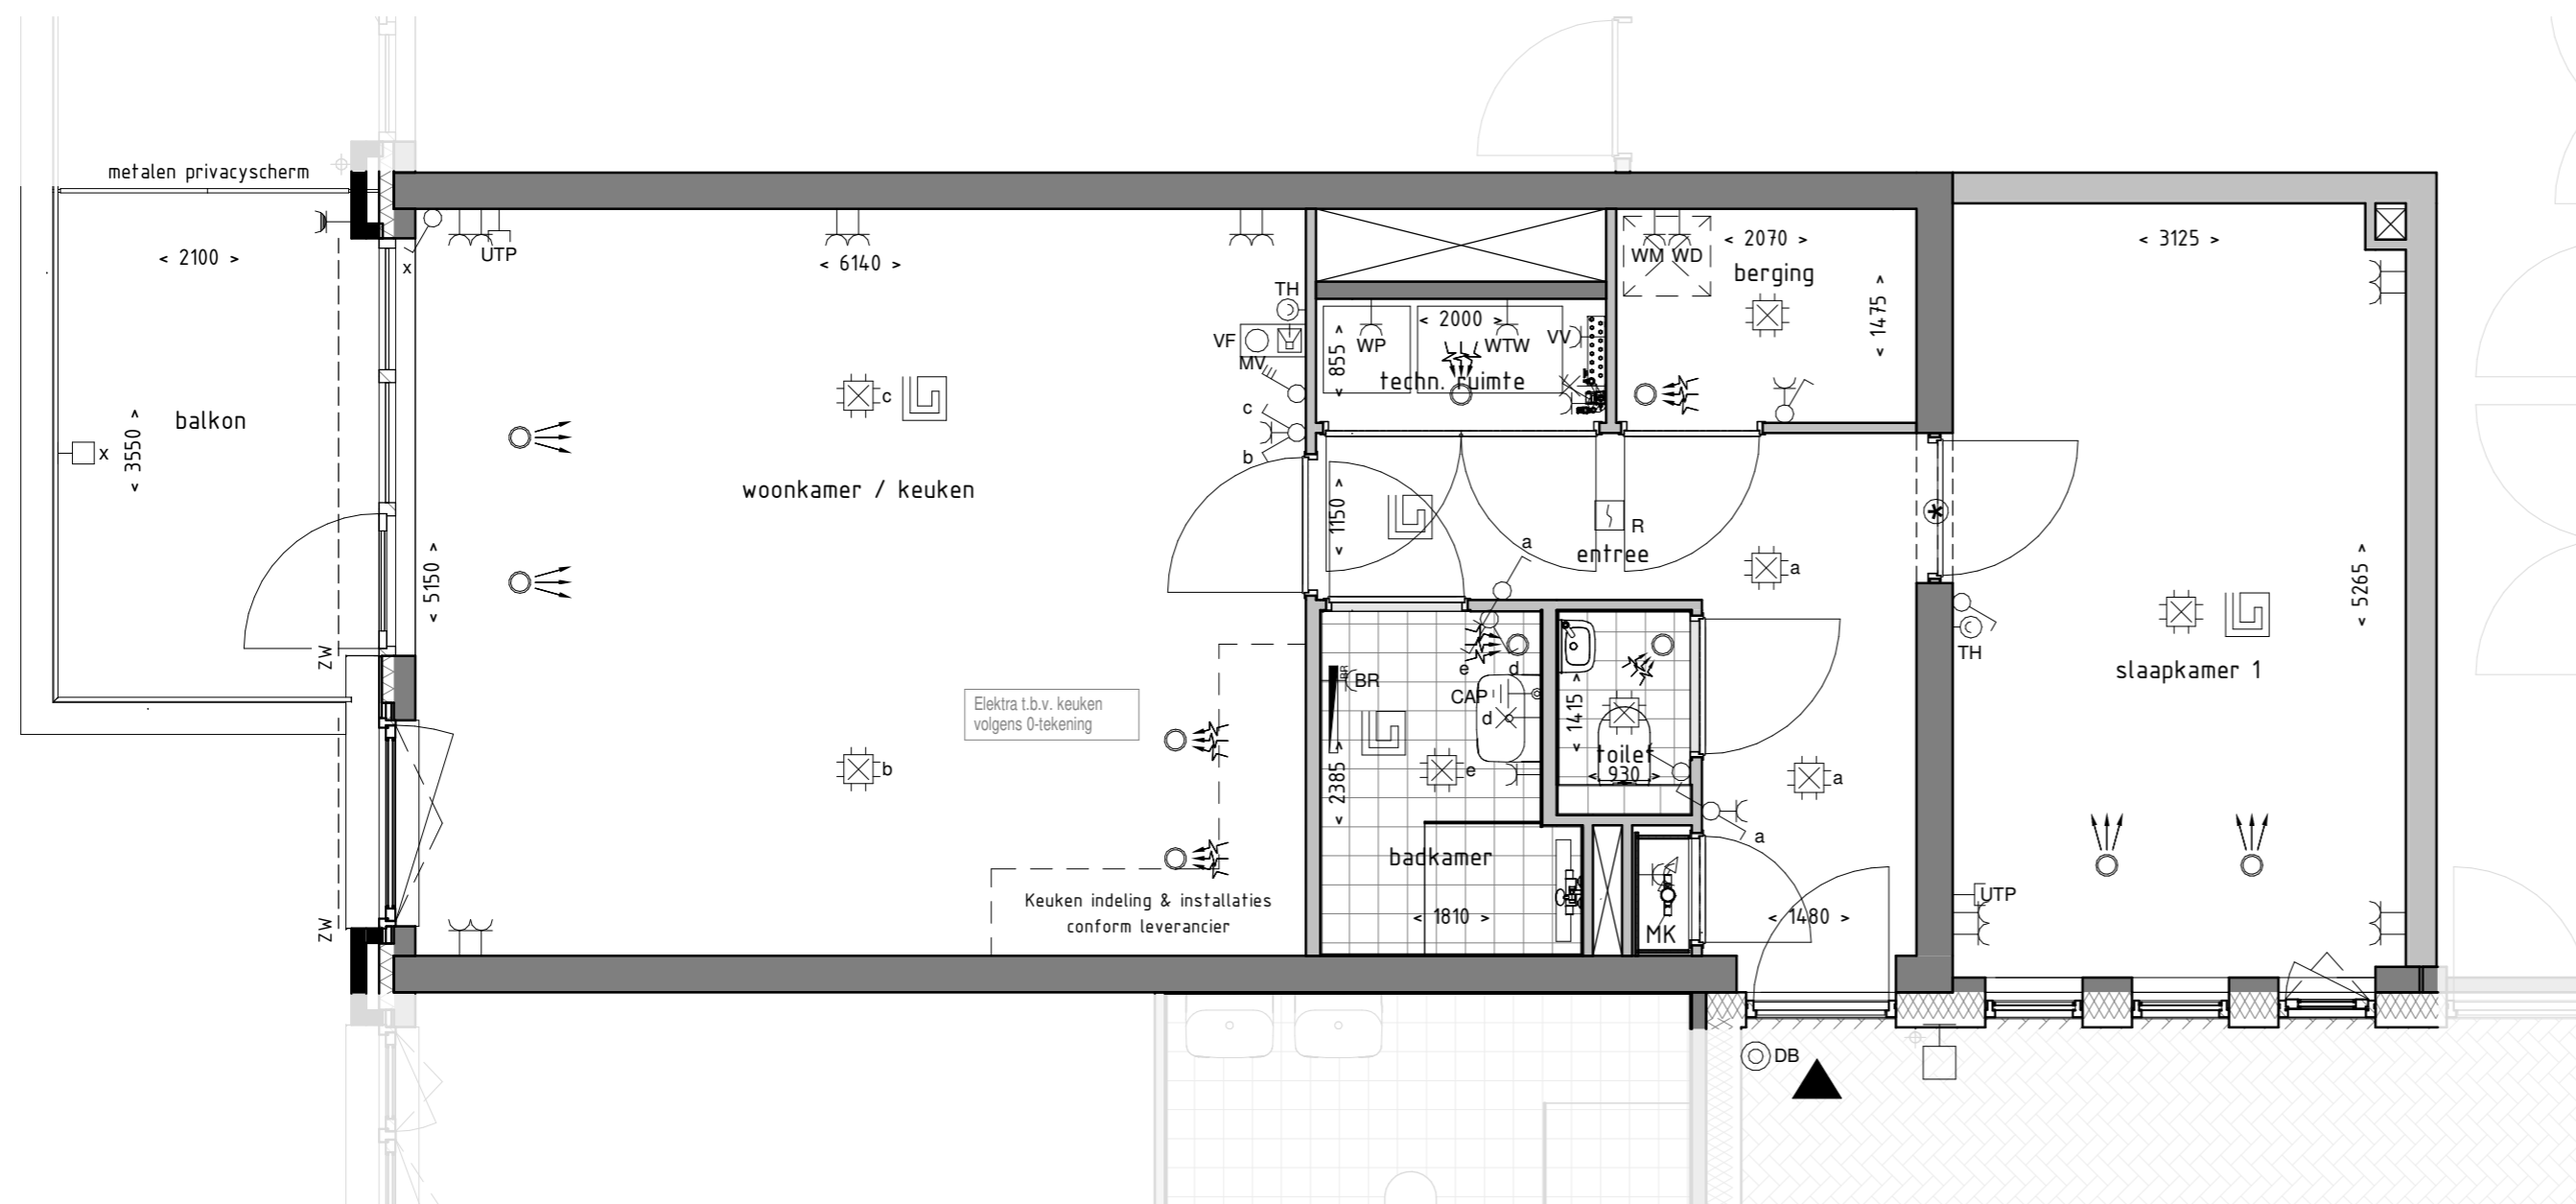 metalen privacyscherm
< 2100 >
balkon
< 3550 >
x
x
ZW
ZW
UTP
< 6140 >
< 5150 >
c
woonkamer / keuken
b
Elektra t.b.v. keuken
volgens 0-tekening
Keuken indeling & installaties
conform leverancier
TH
VF
MV
c
b
< 855 >
WP
< 2000 >
WTW
VV
techn. ruimte
WM WD
< 2070 >
berging
< 1475 >
< 1150 >
R
entree
a
a
BR
BR
CAP
e
d
d
e
< 2385 >
badkamer
< 1810 >
< 1415 >
toilet
< 930 >
a
a
MK
< 1480 >
DB
*
< 3125 >
TH
< 5265 >
slaapkamer 1
UTP